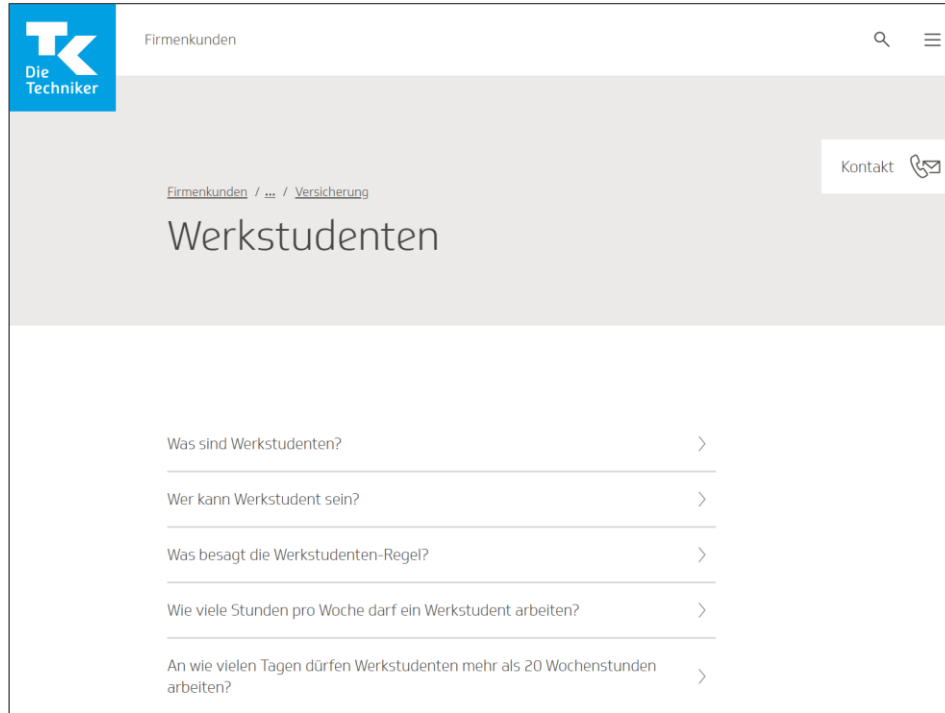 TK
Die
Techniker
Firmenkunden
Kontakt
Firmenkunden / ... / Versicherung
Werkstudenten
Was sind Werkstudenten?
Wer kann Werkstudent sein?
Was besagt die Werkstudenten-Regel?
Wie viele Stunden pro Woche darf ein Werkstudent arbeiten?
An wie vielen Tagen dürfen Werkstudenten mehr als 20 Wochenstunden
arbeiten?